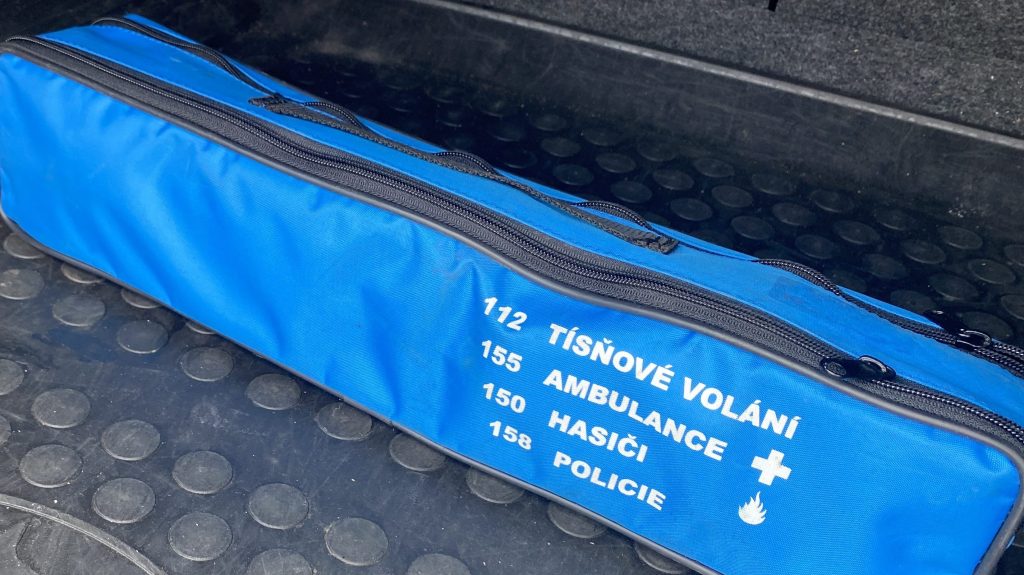 112 TÍSŇOVÉ VOLÁNÍ
155 AMBULANCE
150 HASIČI
158 POLICIE